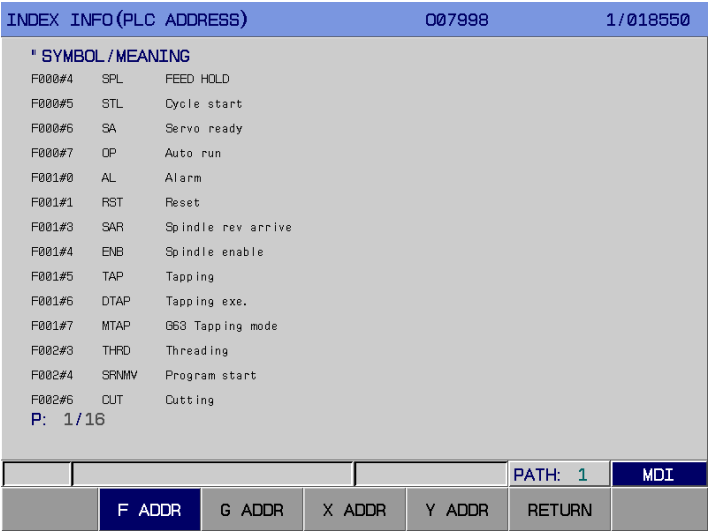 INDEX INFO(PLC ADDRESS) O07998 1/018550
" SYMBOL/MEANING
F000#4 SPL FEED HOLD
F000#5 STL Cycle start
F000#6 SA Servo ready
F000#7 OP Auto run
F001#0 AL Alarm
F001#1 RST Reset
F001#3 SAR Spindle rev arrive
F001#4 ENB Spindle enable
F001#5 TAP Tapping
F001#6 DTAP Tapping exe.
F001#7 MTAP G63 Tapping mode
F002#3 THRD Threading
F002#4 SRNMV Program start
F002#6 CUT Cutting
P: 1/16
PATH: 1 MDI
F ADDR G ADDR X ADDR Y ADDR RETURN